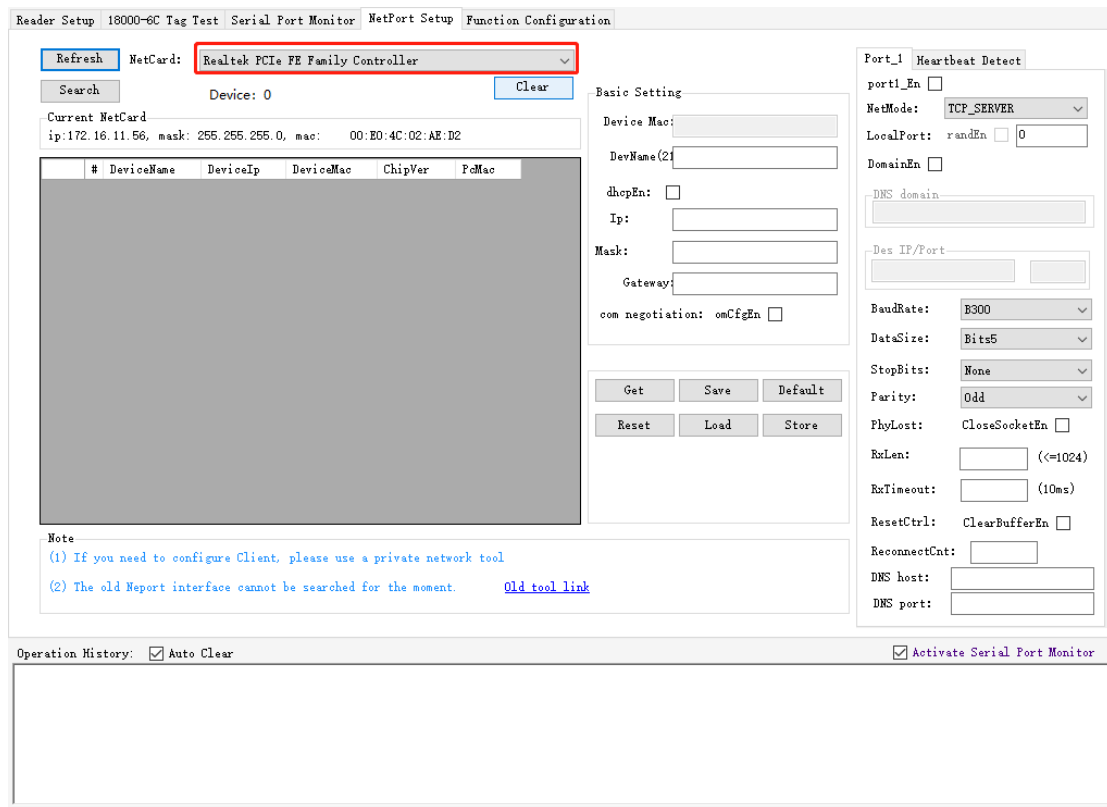 Reader Setup 18000-6C Tag Test Serial Port Monitor NetPort Setup Function Configuration
Refresh NetCard: Realtek PCIe FE Family Controller
Search Device: 0 Clear
Current NetCard
ip:172.16.11.56, mask: 255.255.255.0, mac: 00:E0:4C:02:AE:D2
# DeviceName DeviceIp DeviceMac ChipVer PcMac
Basic Setting
Device Mac:
DevName(21
dhcpEn:
Ip:
Mask:
Gateway:
com negotiation: omCfgEn
Get Save Default
Reset Load Store
Note
(1) If you need to configure Client, please use a private network tool
(2) The old Neport interface cannot be searched for the moment. Old tool link
Port_1 Heartbeat Detect
port1_En
NetMode: TCP_SERVER
LocalPort: randEn 0
DomainEn
DNS domain
Des IP/Port
BaudRate: B300
DataSize: Bits5
StopBits: None
Parity: Odd
PhyLost: CloseSocketEn
RxLen: (<=1024)
RxTimeout: (10ms)
ResetCtrl: ClearBufferEn
ReconnectCnt:
DNS host:
DNS port:
Operation History: Auto Clear Activate Serial Port Monitor